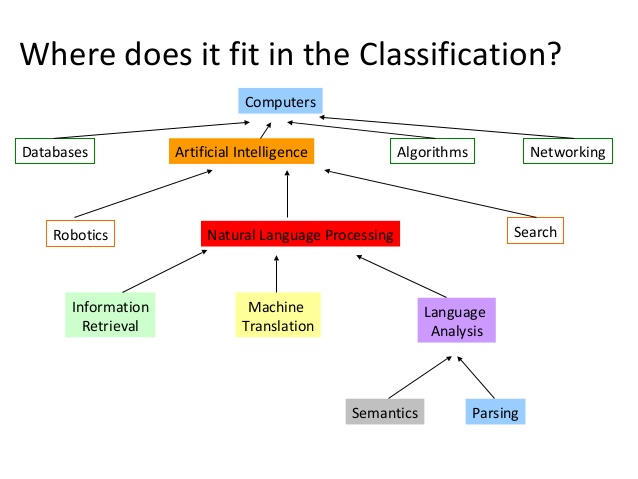 Where does it fit in the Classification?
Computers
Databases
Artificial Intelligence
Algorithms
Networking
Robotics
Natural Language Processing
Search
Information
Retrieval
Machine
Translation
Language
Analysis
Semantics
Parsing